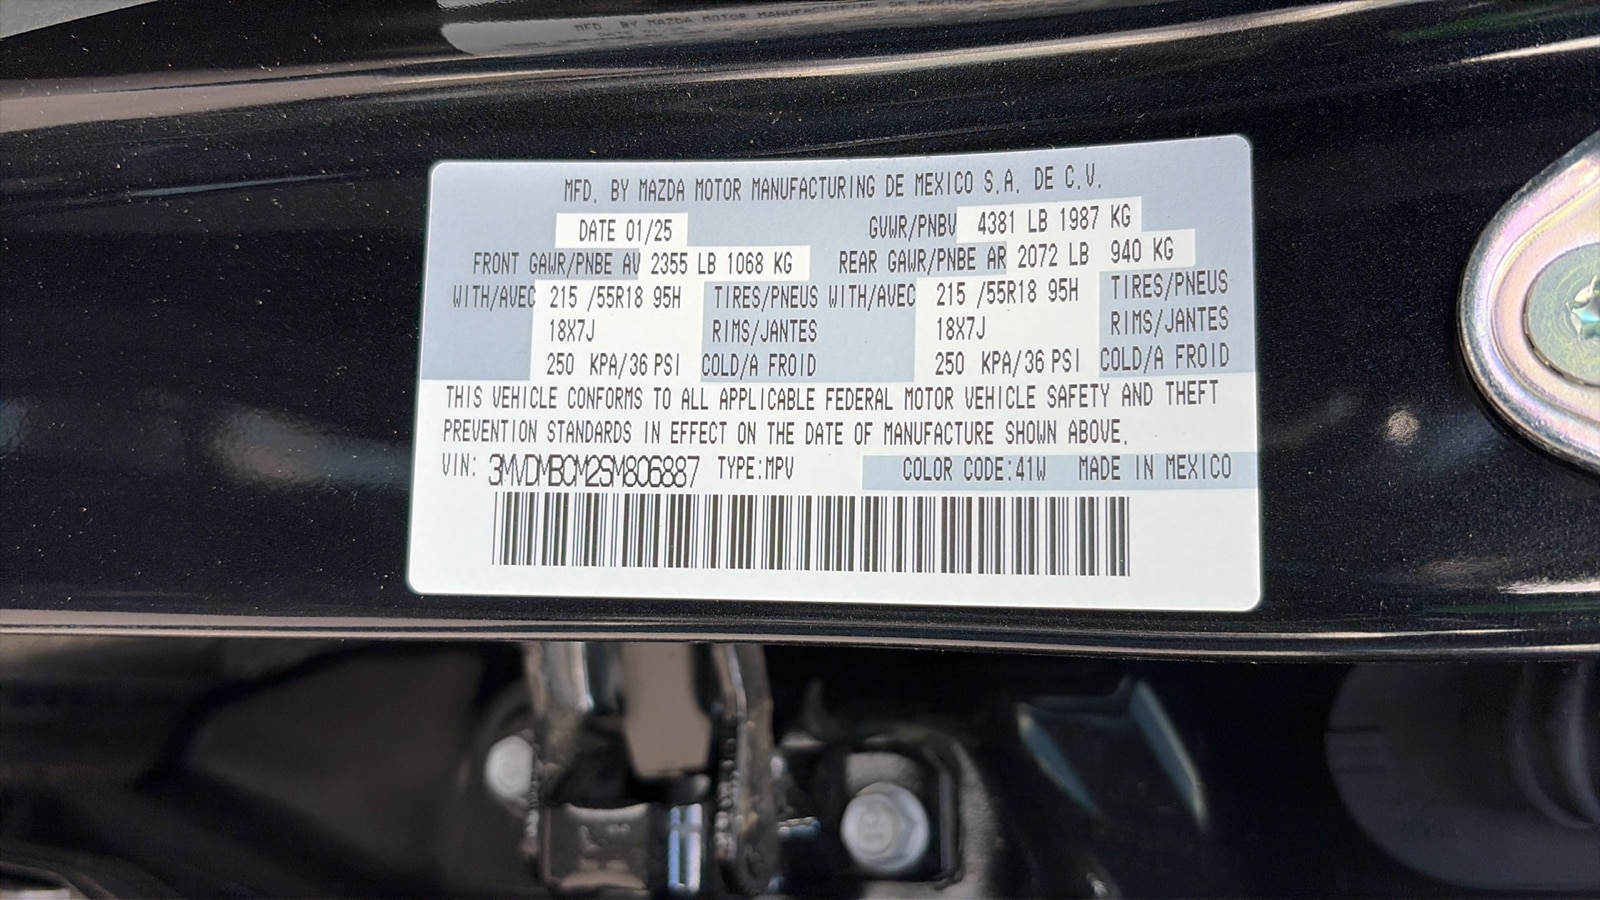 MFD. BY MAZDA MOTOR MANUFACTURING DE MEXICO S.A. DE C.V.
DATE 01/25 GVWR/PNBV 4381 LB 1987 KG
FRONT GAWR/PNBE AV 2355 LB 1068 KG REAR GAWR/PNBE AR 2072 LB 940 KG
WITH/AVEC 215 /55R18 95H TIRES/PNEUS WITH/AVEC 215 /55R18 95H TIRES/PNEUS
18X7J RIMS/JANTES 18X7J RIMS/JANTES
250 KPA/36 PSI COLD/A FROID 250 KPA/36 PSI COLD/A FROID
THIS VEHICLE CONFORMS TO ALL APPLICABLE FEDERAL MOTOR VEHICLE SAFETY AND THEFT
PREVENTION STANDARDS IN EFFECT ON THE DATE OF MANUFACTURE SHOWN ABOVE.
VIN: 3MVDMBCM2SM806887 TYPE:MPV COLOR CODE:41W MADE IN MEXICO